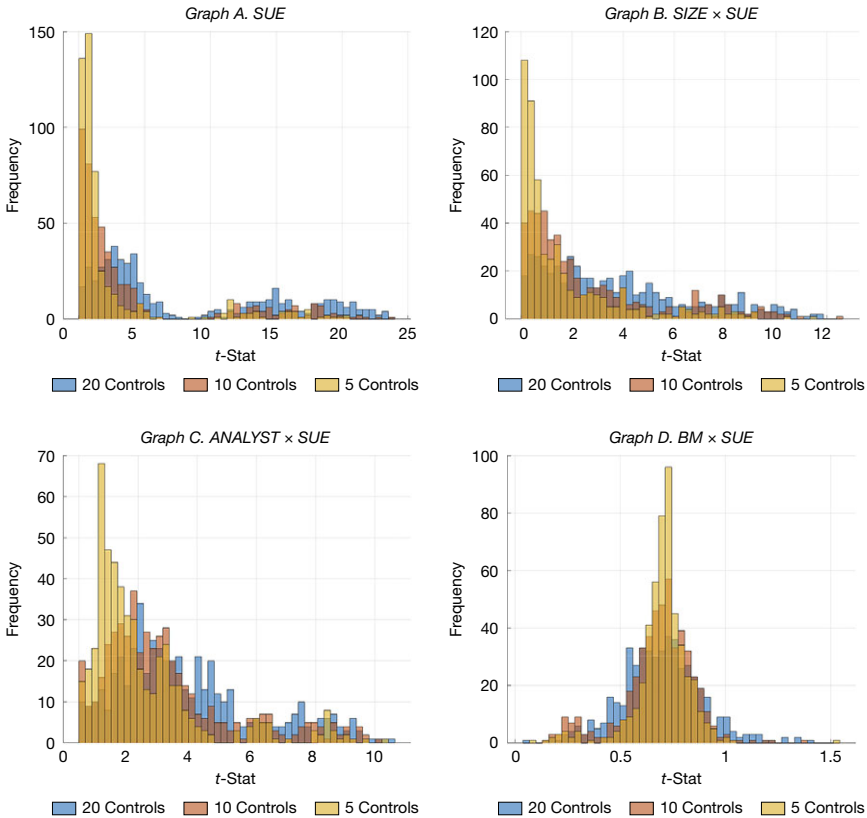 Graph A. SUE
Frequency
150
100
50
0
0 5 10 15 20 25
t-Stat
20 Controls 10 Controls 5 Controls
Graph B. SIZE × SUE
Frequency
120
100
80
60
40
20
0
0 2 4 6 8 10 12
t-Stat
20 Controls 10 Controls 5 Controls
Graph C. ANALYST × SUE
Frequency
70
60
50
40
30
20
10
0
2 4 6 8 10
t-Stat
20 Controls 10 Controls 5 Controls
Graph D. BM × SUE
Frequency
100
80
60
40
20
0
0 0.5 1 1.5
t-Stat
20 Controls 10 Controls 5 Controls